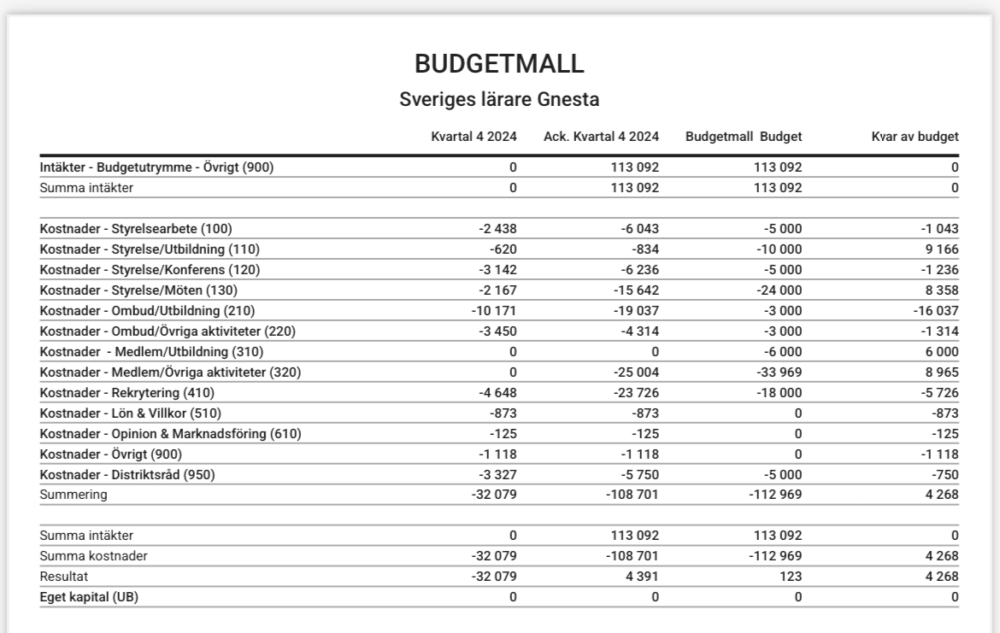 BUDGETMALL
Sveriges lärare Gnesta
Kvartal 4 2024 Ack. Kvartal 4 2024 Budgetmall Budget Kvar av budget
Intäkter - Budgetutrymme - Övrigt (900) 0 113 092 113 092 0
Summa intäkter 0 113 092 113 092 0
Kostnader - Styrelsearbete (100) -2 438 -6 043 -5 000 -1 043
Kostnader - Styrelse/Utbildning (110) -620 -834 -10 000 9 166
Kostnader - Styrelse/Konferens (120) -3 142 -6 236 -5 000 -1 236
Kostnader - Styrelse/Möten (130) -2 167 -15 642 -24 000 8 358
Kostnader - Ombud/Utbildning (210) -10 171 -19 037 -3 000 -16 037
Kostnader - Ombud/Övriga aktiviteter (220) -3 450 -4 314 -3 000 -1 314
Kostnader - Medlem/Utbildning (310) 0 0 -6 000 6 000
Kostnader - Medlem/Övriga aktiviteter (320) 0 -25 004 -33 969 8 965
Kostnader - Rekrytering (410) -4 648 -23 726 -18 000 -5 726
Kostnader - Lön & Villkor (510) -873 -873 0 -873
Kostnader - Opinion & Marknadsföring (610) -125 -125 0 -125
Kostnader - Övrigt (900) -1 118 -1 118 0 -1 118
Kostnader - Distriktsråd (950) -3 327 -5 750 -5 000 -750
Summering -32 079 -108 701 -112 969 4 268
Summa intäkter 0 113 092 113 092 0
Summa kostnader -32 079 -108 701 -112 969 4 268
Resultat -32 079 4 391 123 4 268
Eget kapital (UB) 0 0 0 0